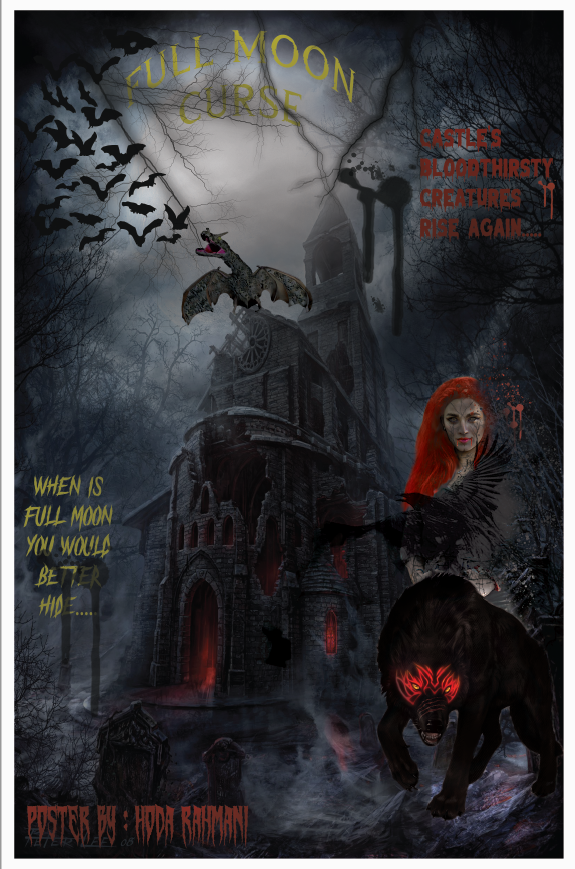 FULL MOON
CURSE
CASTLE'S
BLOODTHIRSTY
CREATURES
RISE AGAIN....
WHEN IS
FULL MOON
YOU WOULD
BETTER
HIDE.....
POSTER BY : HODA RAHMANI